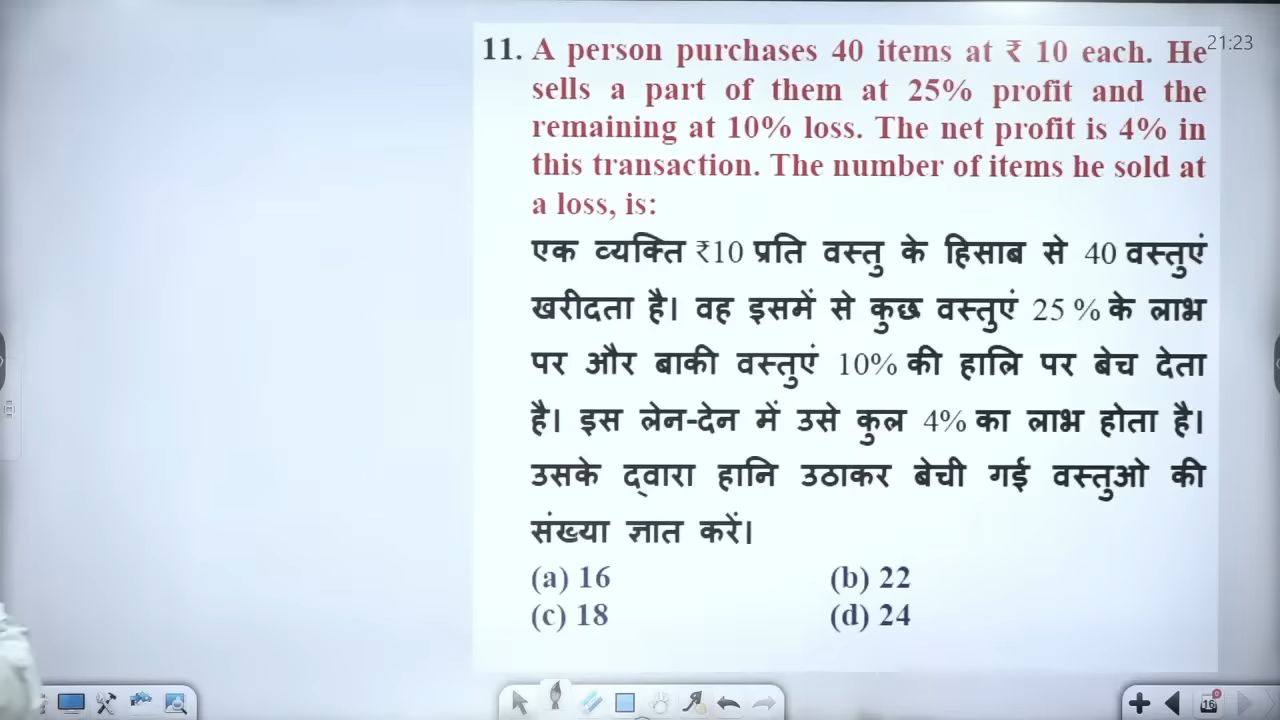 21:23
11. A person purchases 40 items at ₹ 10 each. He
sells a part of them at 25% profit and the
remaining at 10% loss. The net profit is 4% in
this transaction. The number of items he sold at
a loss, is:
एक व्यक्ति ₹10 प्रति वस्तु के हिसाब से 40 वस्तुएं
खरीदता है। वह इसमें से कुछ वस्तुएं 25 % के लाभ
पर और बाकी वस्तुएं 10% की हालि पर बेच देता
है। इस लेन-देन में उसे कुल 4% का लाभ होता है।
उसके द्वारा हानि उठाकर बेची गई वस्तुओ की
संख्या ज्ञात करें।
(a) 16 (b) 22
(c) 18 (d) 24
16